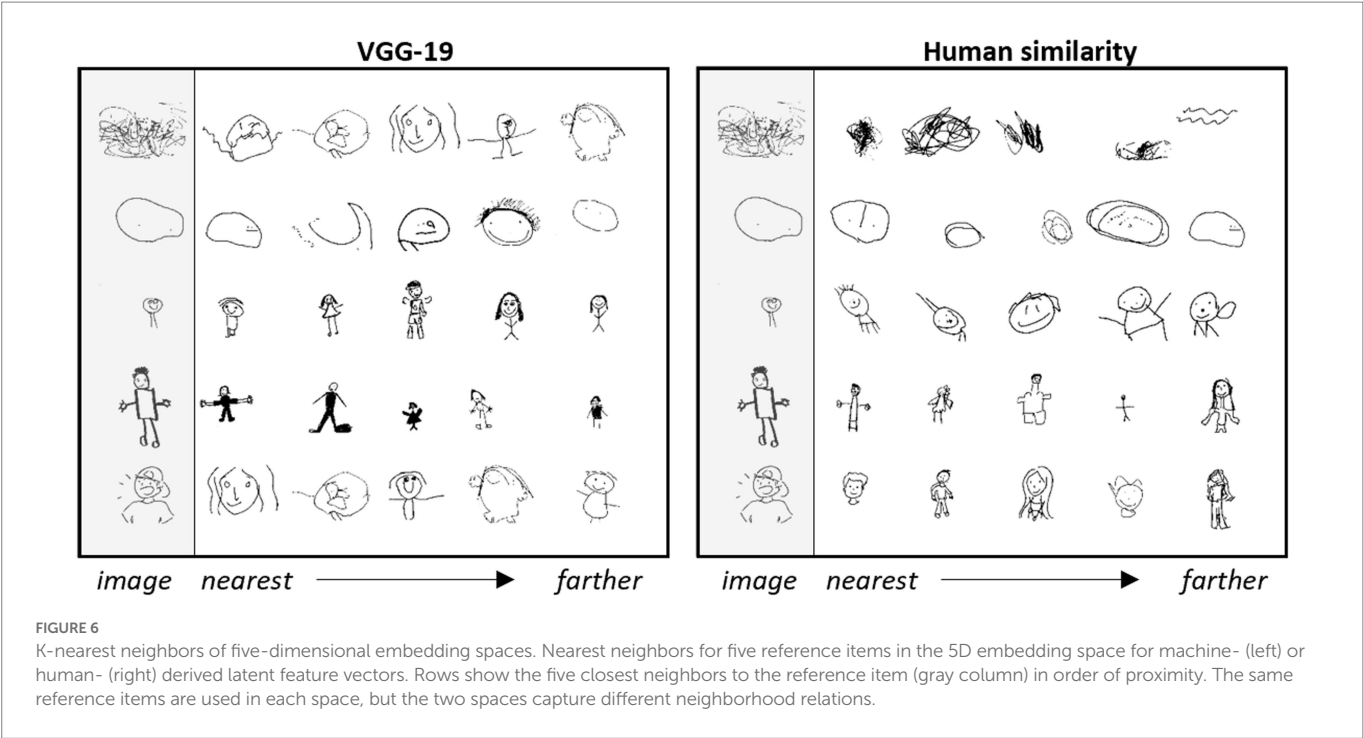 VGG-19
Human similarity
image nearest farther
image nearest farther
FIGURE 6
K-nearest neighbors of five-dimensional embedding spaces. Nearest neighbors for five reference items in the 5D embedding space for machine- (left) or
human- (right) derived latent feature vectors. Rows show the five closest neighbors to the reference item (gray column) in order of proximity. The same
reference items are used in each space, but the two spaces capture different neighborhood relations.